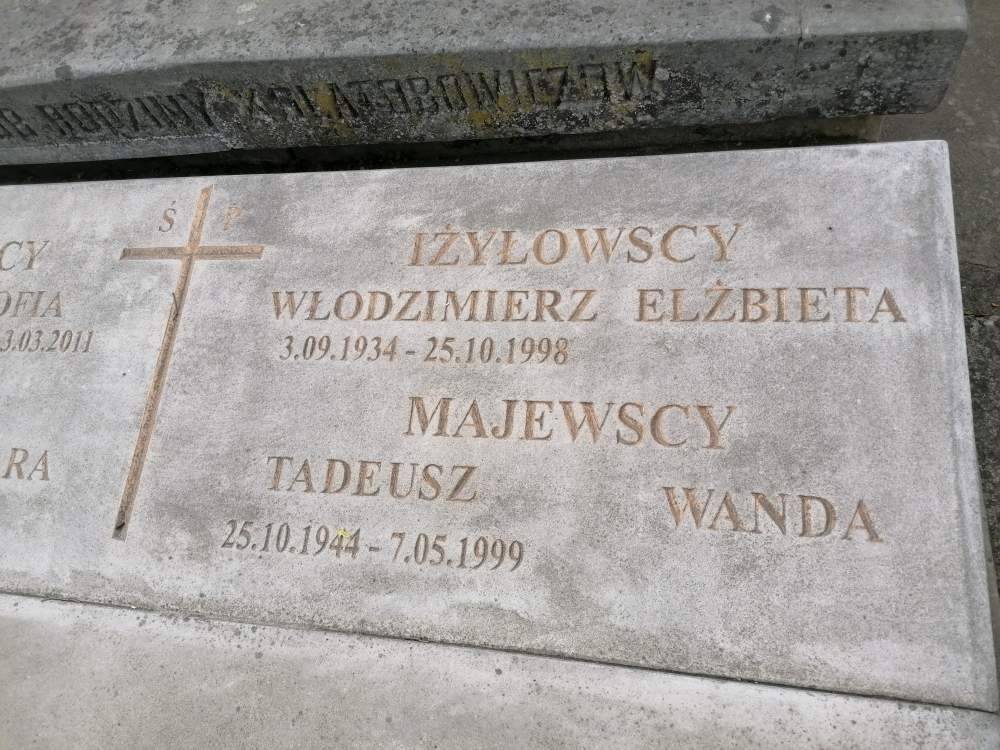 RODZINY
Ś P
CY
OFIA
3.03.2011
RA
IŻYŁOWSCY
WŁODZIMIERZ ELŻBIETA
3.09.1934 - 25.10.1998
MAJEWSCY
TADEUSZ WANDA
25.10.1944 - 7.05.1999